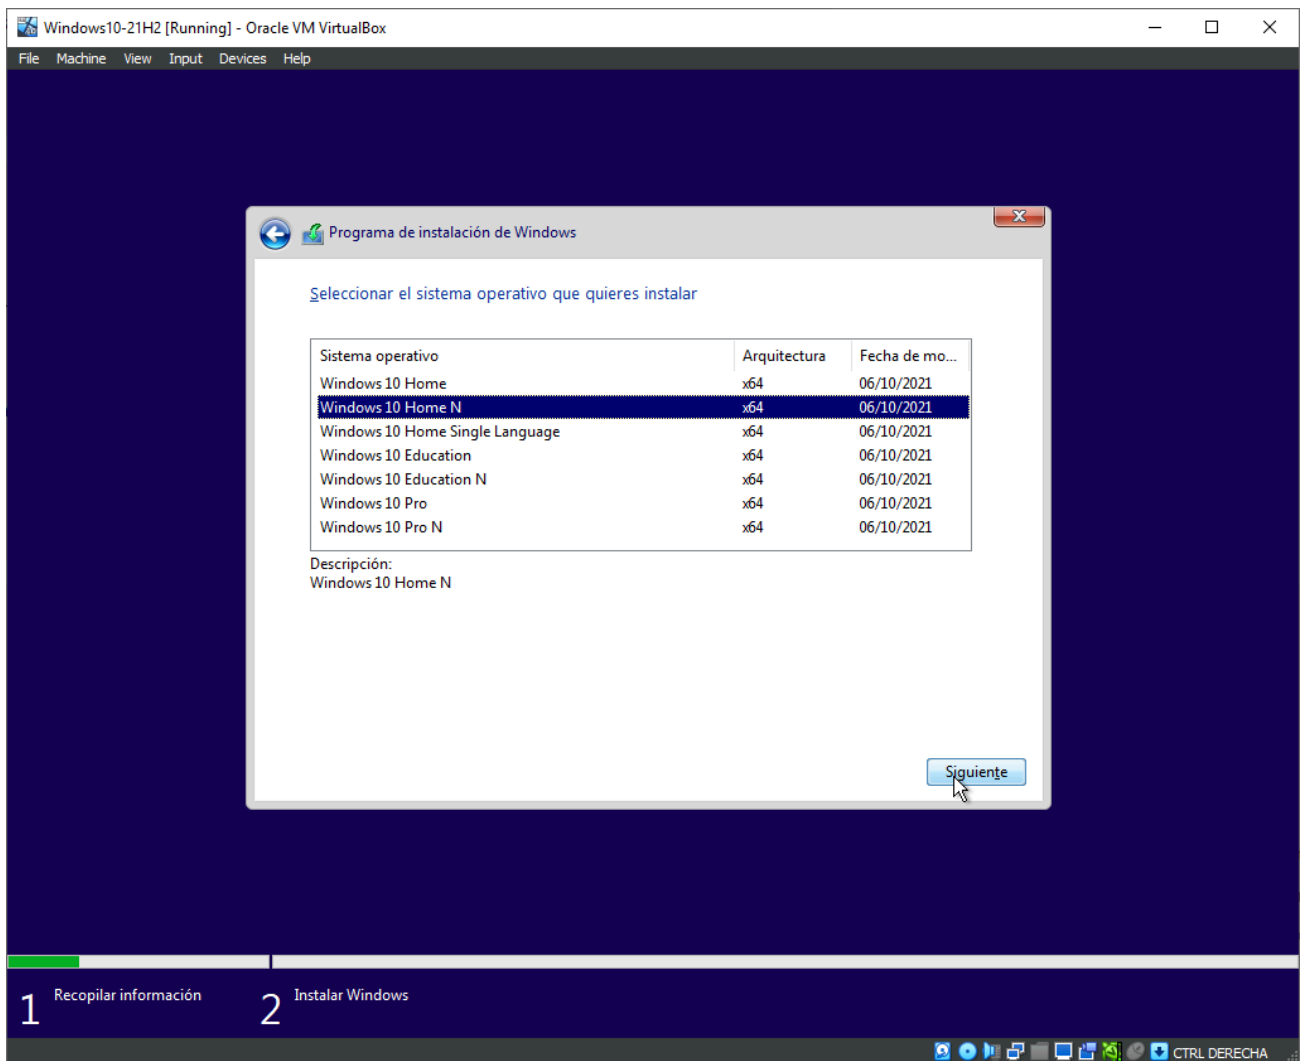 Windows10-21H2 [Running] - Oracle VM VirtualBox
File Machine View Input Devices Help
Programa de instalación de Windows
Seleccionar el sistema operativo que quieres instalar
Sistema operativo Arquitectura Fecha de mo...
Windows 10 Home x64 06/10/2021
Windows 10 Home N x64 06/10/2021
Windows 10 Home Single Language x64 06/10/2021
Windows 10 Education x64 06/10/2021
Windows 10 Education N x64 06/10/2021
Windows 10 Pro x64 06/10/2021
Windows 10 Pro N x64 06/10/2021
Descripción:
Windows 10 Home N
Siguiente
1 Recopilar información 2 Instalar Windows
CTRL DERECHA